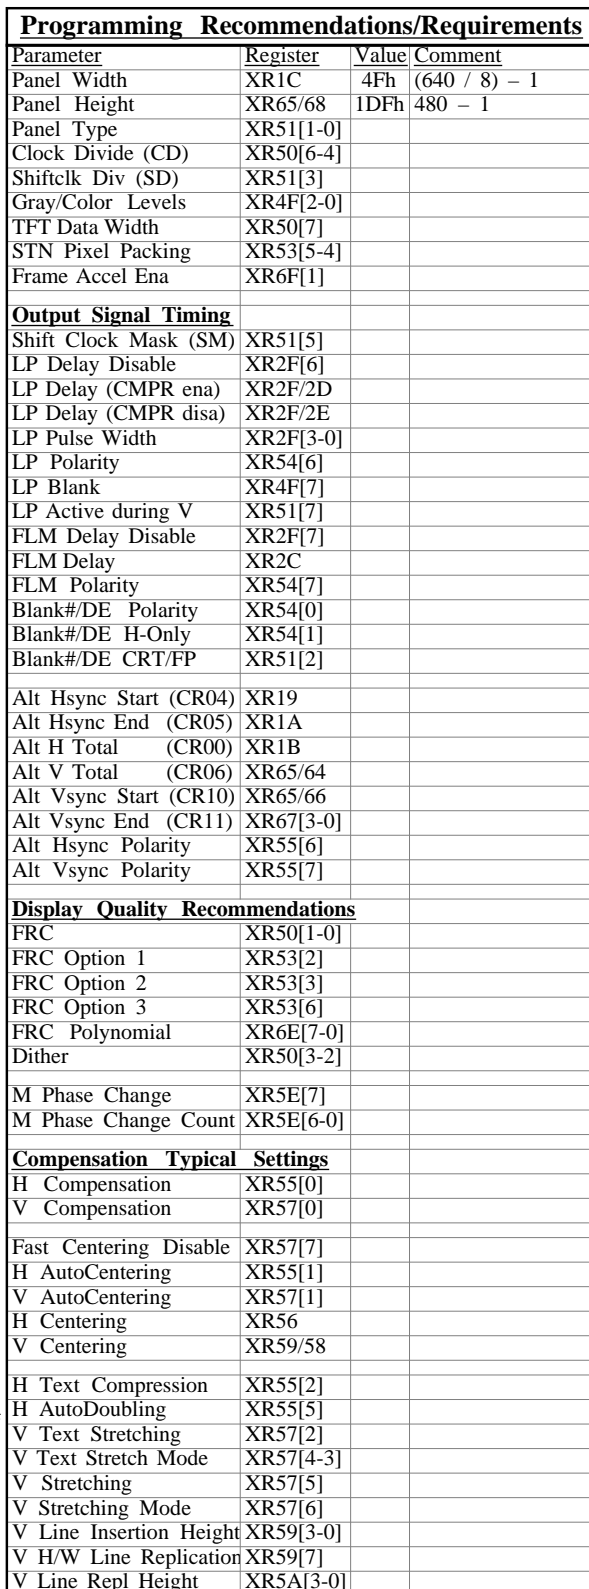 Programming Recommendations/Requirements
Parameter Register Value Comment
Panel Width XR1C 4Fh (640 / 8) – 1
Panel Height XR65/68 1DFh 480 – 1
Panel Type XR51[1-0]
Clock Divide (CD) XR50[6-4]
Shiftclk Div (SD) XR51[3]
Gray/Color Levels XR4F[2-0]
TFT Data Width XR50[7]
STN Pixel Packing XR53[5-4]
Frame Accel Ena XR6F[1]
Output Signal Timing
Shift Clock Mask (SM) XR51[5]
LP Delay Disable XR2F[6]
LP Delay (CMPR ena) XR2F/2D
LP Delay (CMPR disa) XR2F/2E
LP Pulse Width XR2F[3-0]
LP Polarity XR54[6]
LP Blank XR4F[7]
LP Active during V XR51[7]
FLM Delay Disable XR2F[7]
FLM Delay XR2C
FLM Polarity XR54[7]
Blank#/DE Polarity XR54[0]
Blank#/DE H-Only XR54[1]
Blank#/DE CRT/FP XR51[2]
Alt Hsync Start (CR04) XR19
Alt Hsync End (CR05) XR1A
Alt H Total (CR00) XR1B
Alt V Total (CR06) XR65/64
Alt Vsync Start (CR10) XR65/66
Alt Vsync End (CR11) XR67[3-0]
Alt Hsync Polarity XR55[6]
Alt Vsync Polarity XR55[7]
Display Quality Recommendations
FRC XR50[1-0]
FRC Option 1 XR53[2]
FRC Option 2 XR53[3]
FRC Option 3 XR53[6]
FRC Polynomial XR6E[7-0]
Dither XR50[3-2]
M Phase Change XR5E[7]
M Phase Change Count XR5E[6-0]
Compensation Typical Settings
H Compensation XR55[0]
V Compensation XR57[0]
Fast Centering Disable XR57[7]
H AutoCentering XR55[1]
V AutoCentering XR57[1]
H Centering XR56
V Centering XR59/58
H Text Compression XR55[2]
H AutoDoubling XR55[5]
V Text Stretching XR57[2]
V Text Stretch Mode XR57[4-3]
V Stretching XR57[5]
V Stretching Mode XR57[6]
V Line Insertion Height XR59[3-0]
V H/W Line Replication XR59[7]
V Line Repl Height XR5A[3-0]